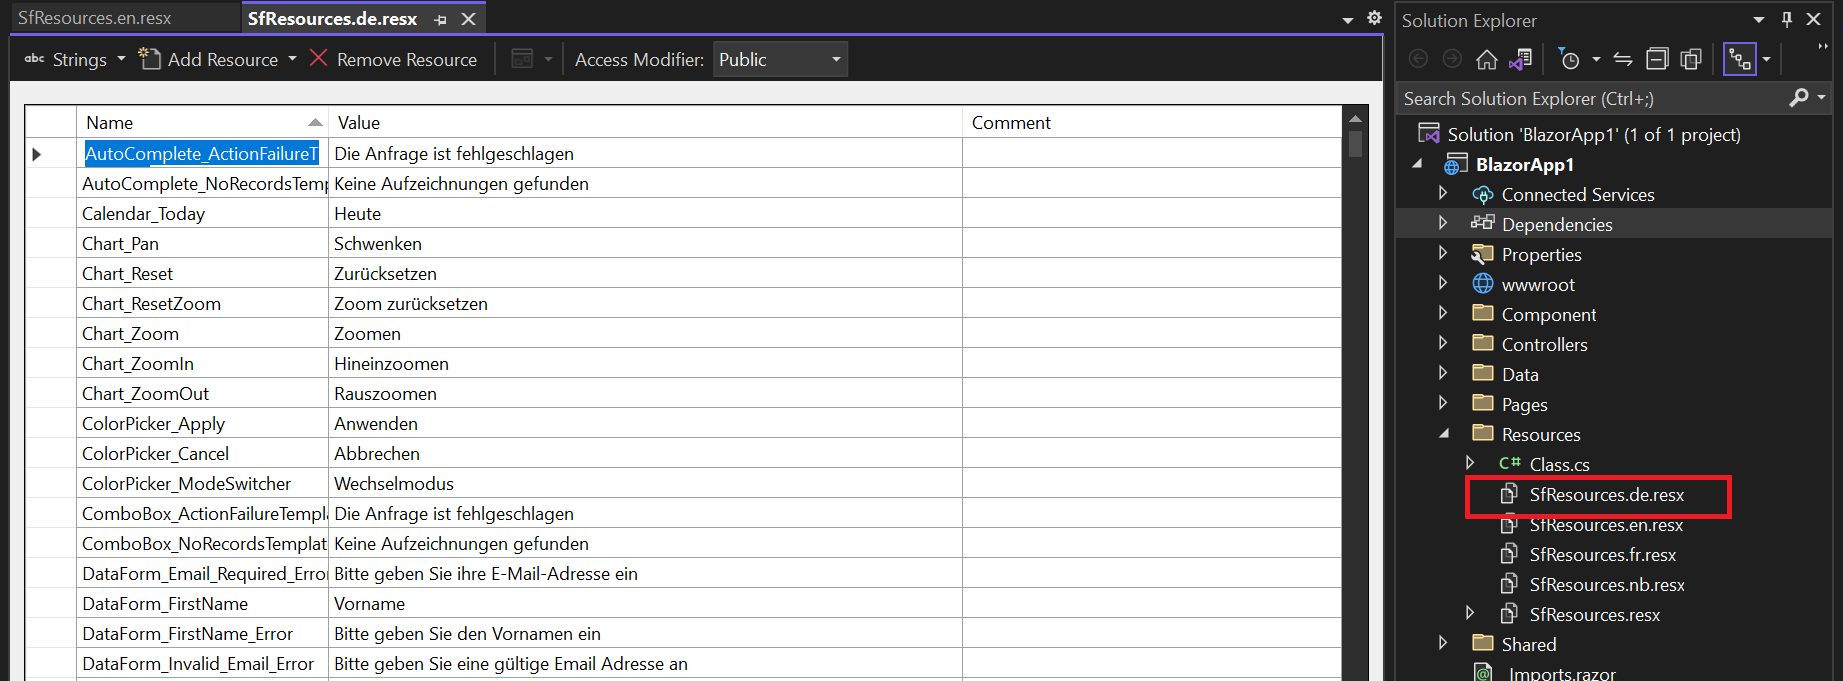 SfResources.en.resx
SfResources.de.resx
abc Strings Add Resource Remove Resource Access Modifier: Public
Name Value Comment
AutoComplete_ActionFailureT Die Anfrage ist fehlgeschlagen
AutoComplete_NoRecordsTemp Keine Aufzeichnungen gefunden
Calendar_Today Heute
Chart_Pan Schwenken
Chart_Reset Zurücksetzen
Chart_ResetZoom Zoom zurücksetzen
Chart_Zoom Zoomen
Chart_ZoomIn Hineinzoomen
Chart_ZoomOut Rauszoomen
ColorPicker_Apply Anwenden
ColorPicker_Cancel Abbrechen
ColorPicker_ModeSwitcher Wechselmodus
ComboBox_ActionFailureTempla Die Anfrage ist fehlgeschlagen
ComboBox_NoRecordsTemplat Keine Aufzeichnungen gefunden
DataForm_Email_Required_Error Bitte geben Sie ihre E-Mail-Adresse ein
DataForm_FirstName Vorname
DataForm_FirstName_Error Bitte geben Sie den Vornamen ein
DataForm_Invalid_Email_Error Bitte geben Sie eine gültige Email Adresse an
Solution Explorer
Search Solution Explorer (Ctrl+;)
Solution 'BlazorApp1' (1 of 1 project)
BlazorApp1
Connected Services
Dependencies
Properties
wwwroot
Component
Controllers
Data
Pages
Resources
C# Class.cs
SfResources.de.resx
SfResources.en.resx
SfResources.fr.resx
SfResources.nb.resx
SfResources.resx
Shared
_Imports.razor